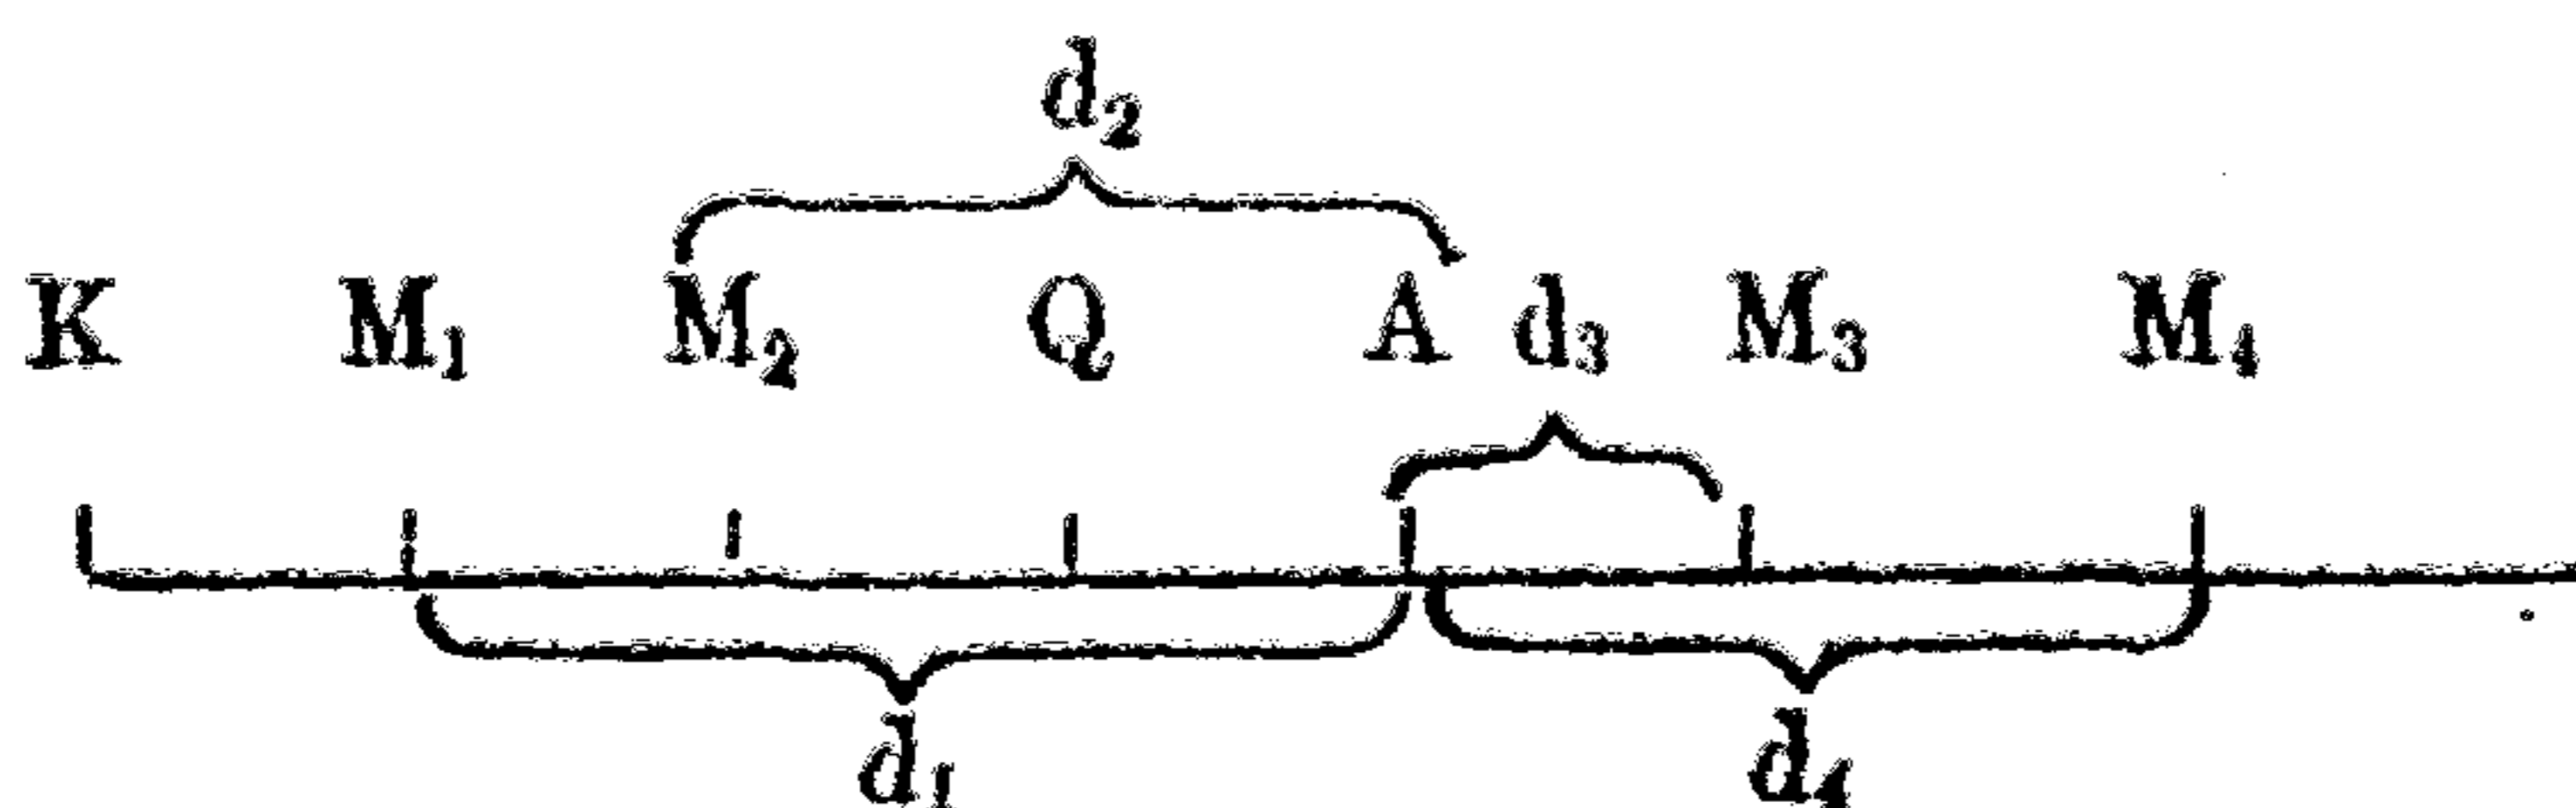 d₂
K M₁ M₂ Q A d₃ M₃ M₄
d₁ d₄